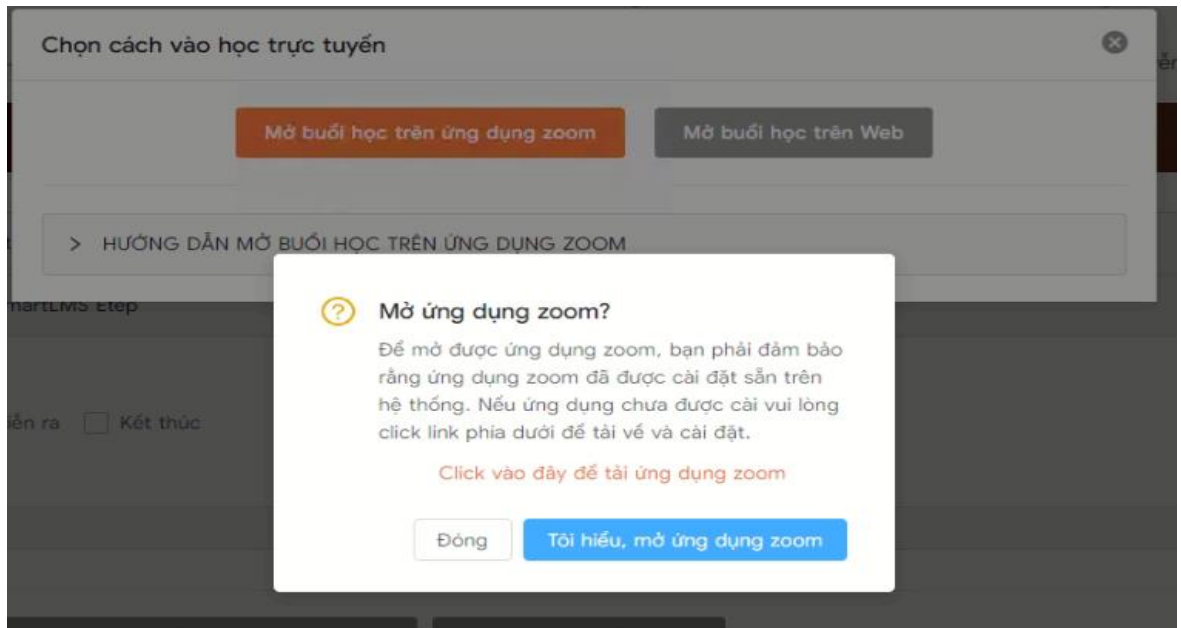 Chọn cách vào học trực tuyến
Mở buổi học trên ứng dụng zoom
Mở buổi học trên Web
> HƯỚNG DẪN MỞ BUỔI HỌC TRÊN ỨNG DỤNG ZOOM
martLMS Etep
Mở ứng dụng zoom?
Để mở được ứng dụng zoom, bạn phải đảm bảo
rằng ứng dụng zoom đã được cài đặt sẵn trên
hệ thống. Nếu ứng dụng chưa được cài vui lòng
click link phía dưới để tải về và cài đặt.
iễn ra
Kết thúc
Click vào đây để tải ứng dụng zoom
Đóng
Tôi hiểu, mở ứng dụng zoom